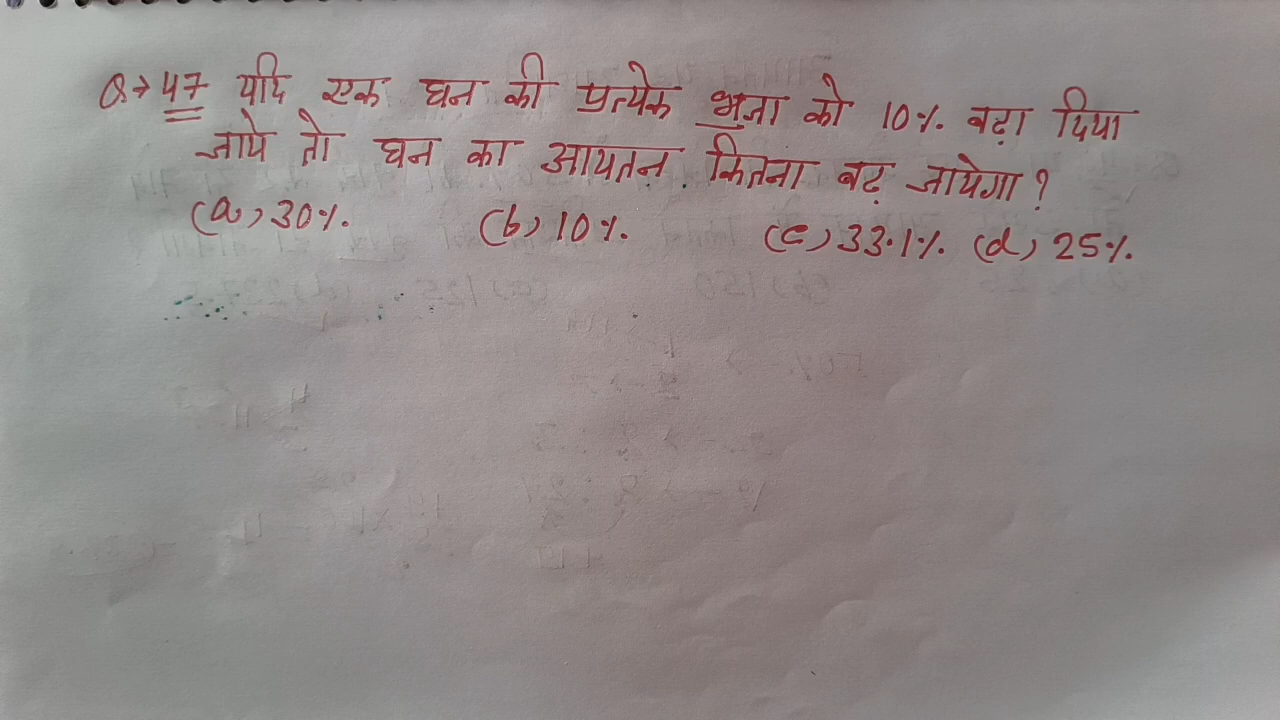 Q→ 47 यदि एक घन की प्रत्येक भुजा को 10%. बढ़ा दिया
जाये तो घन का आयतन कितना बढ़ जायेगा?
(a) 30%. (b) 10%. (c) 33.1%. (d) 25%.